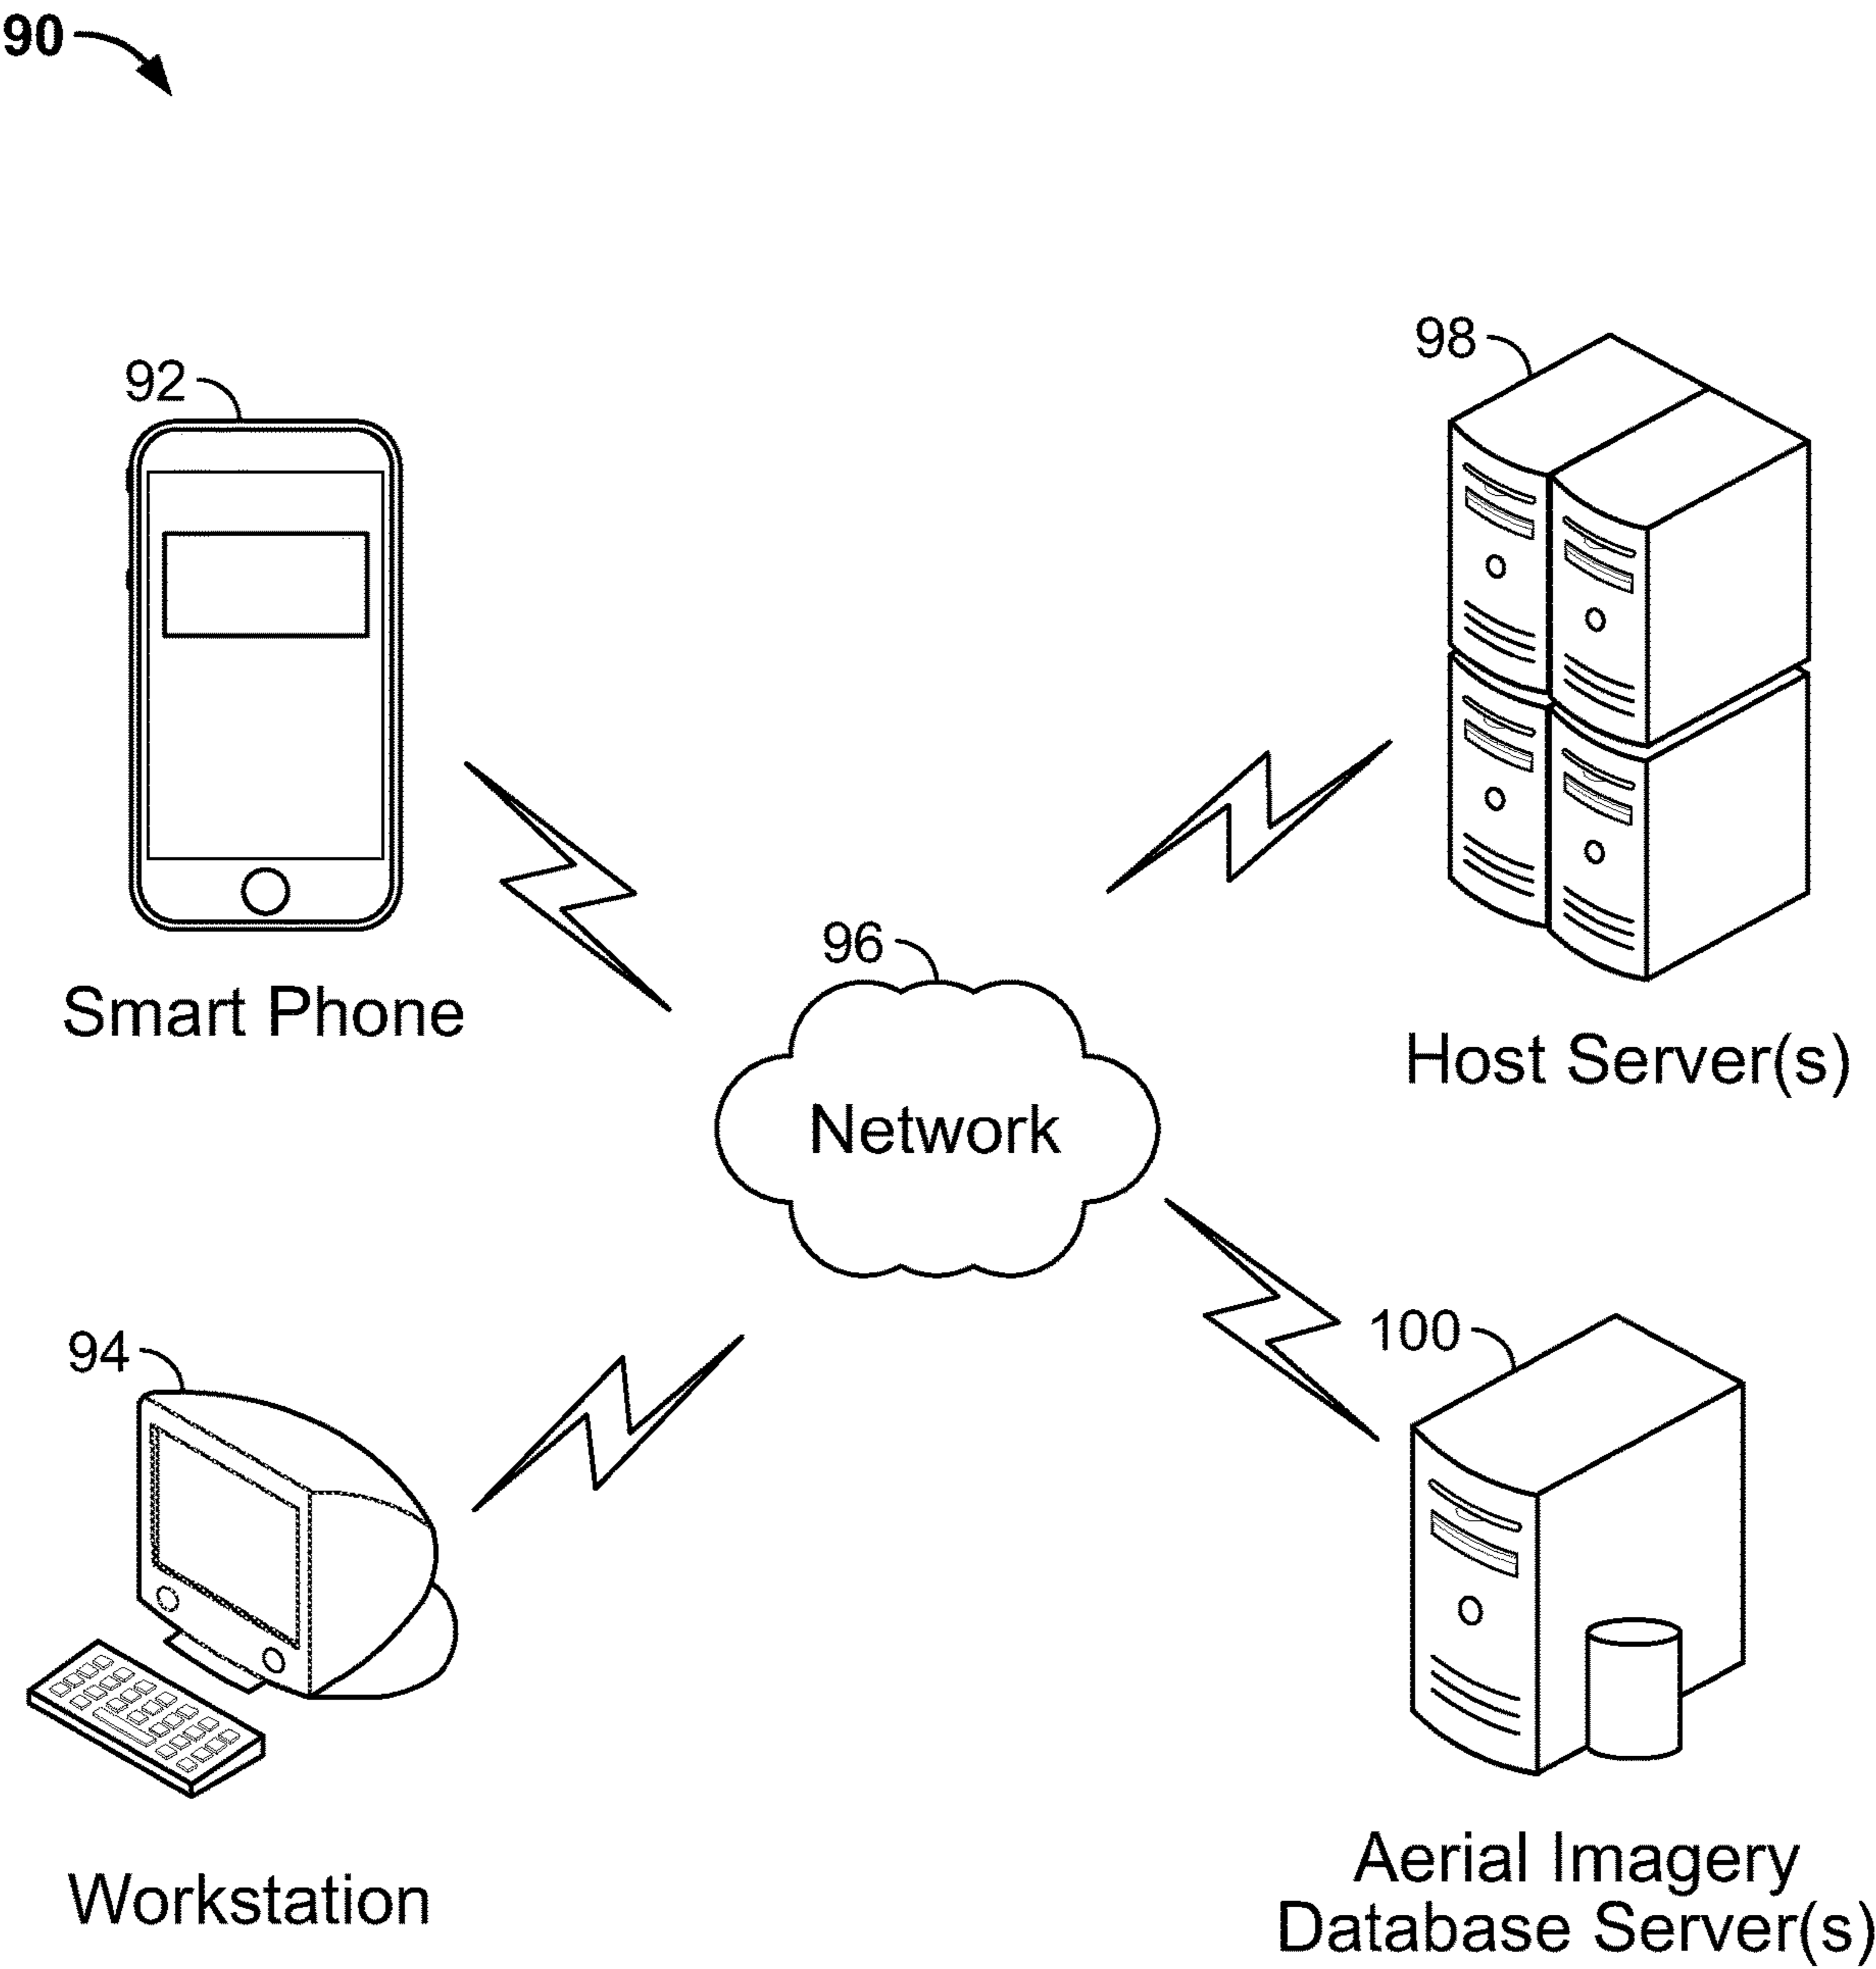 90
92
98
Smart Phone
96
Host Server(s)
Network
94
100
Workstation
Aerial Imagery
Database Server(s)